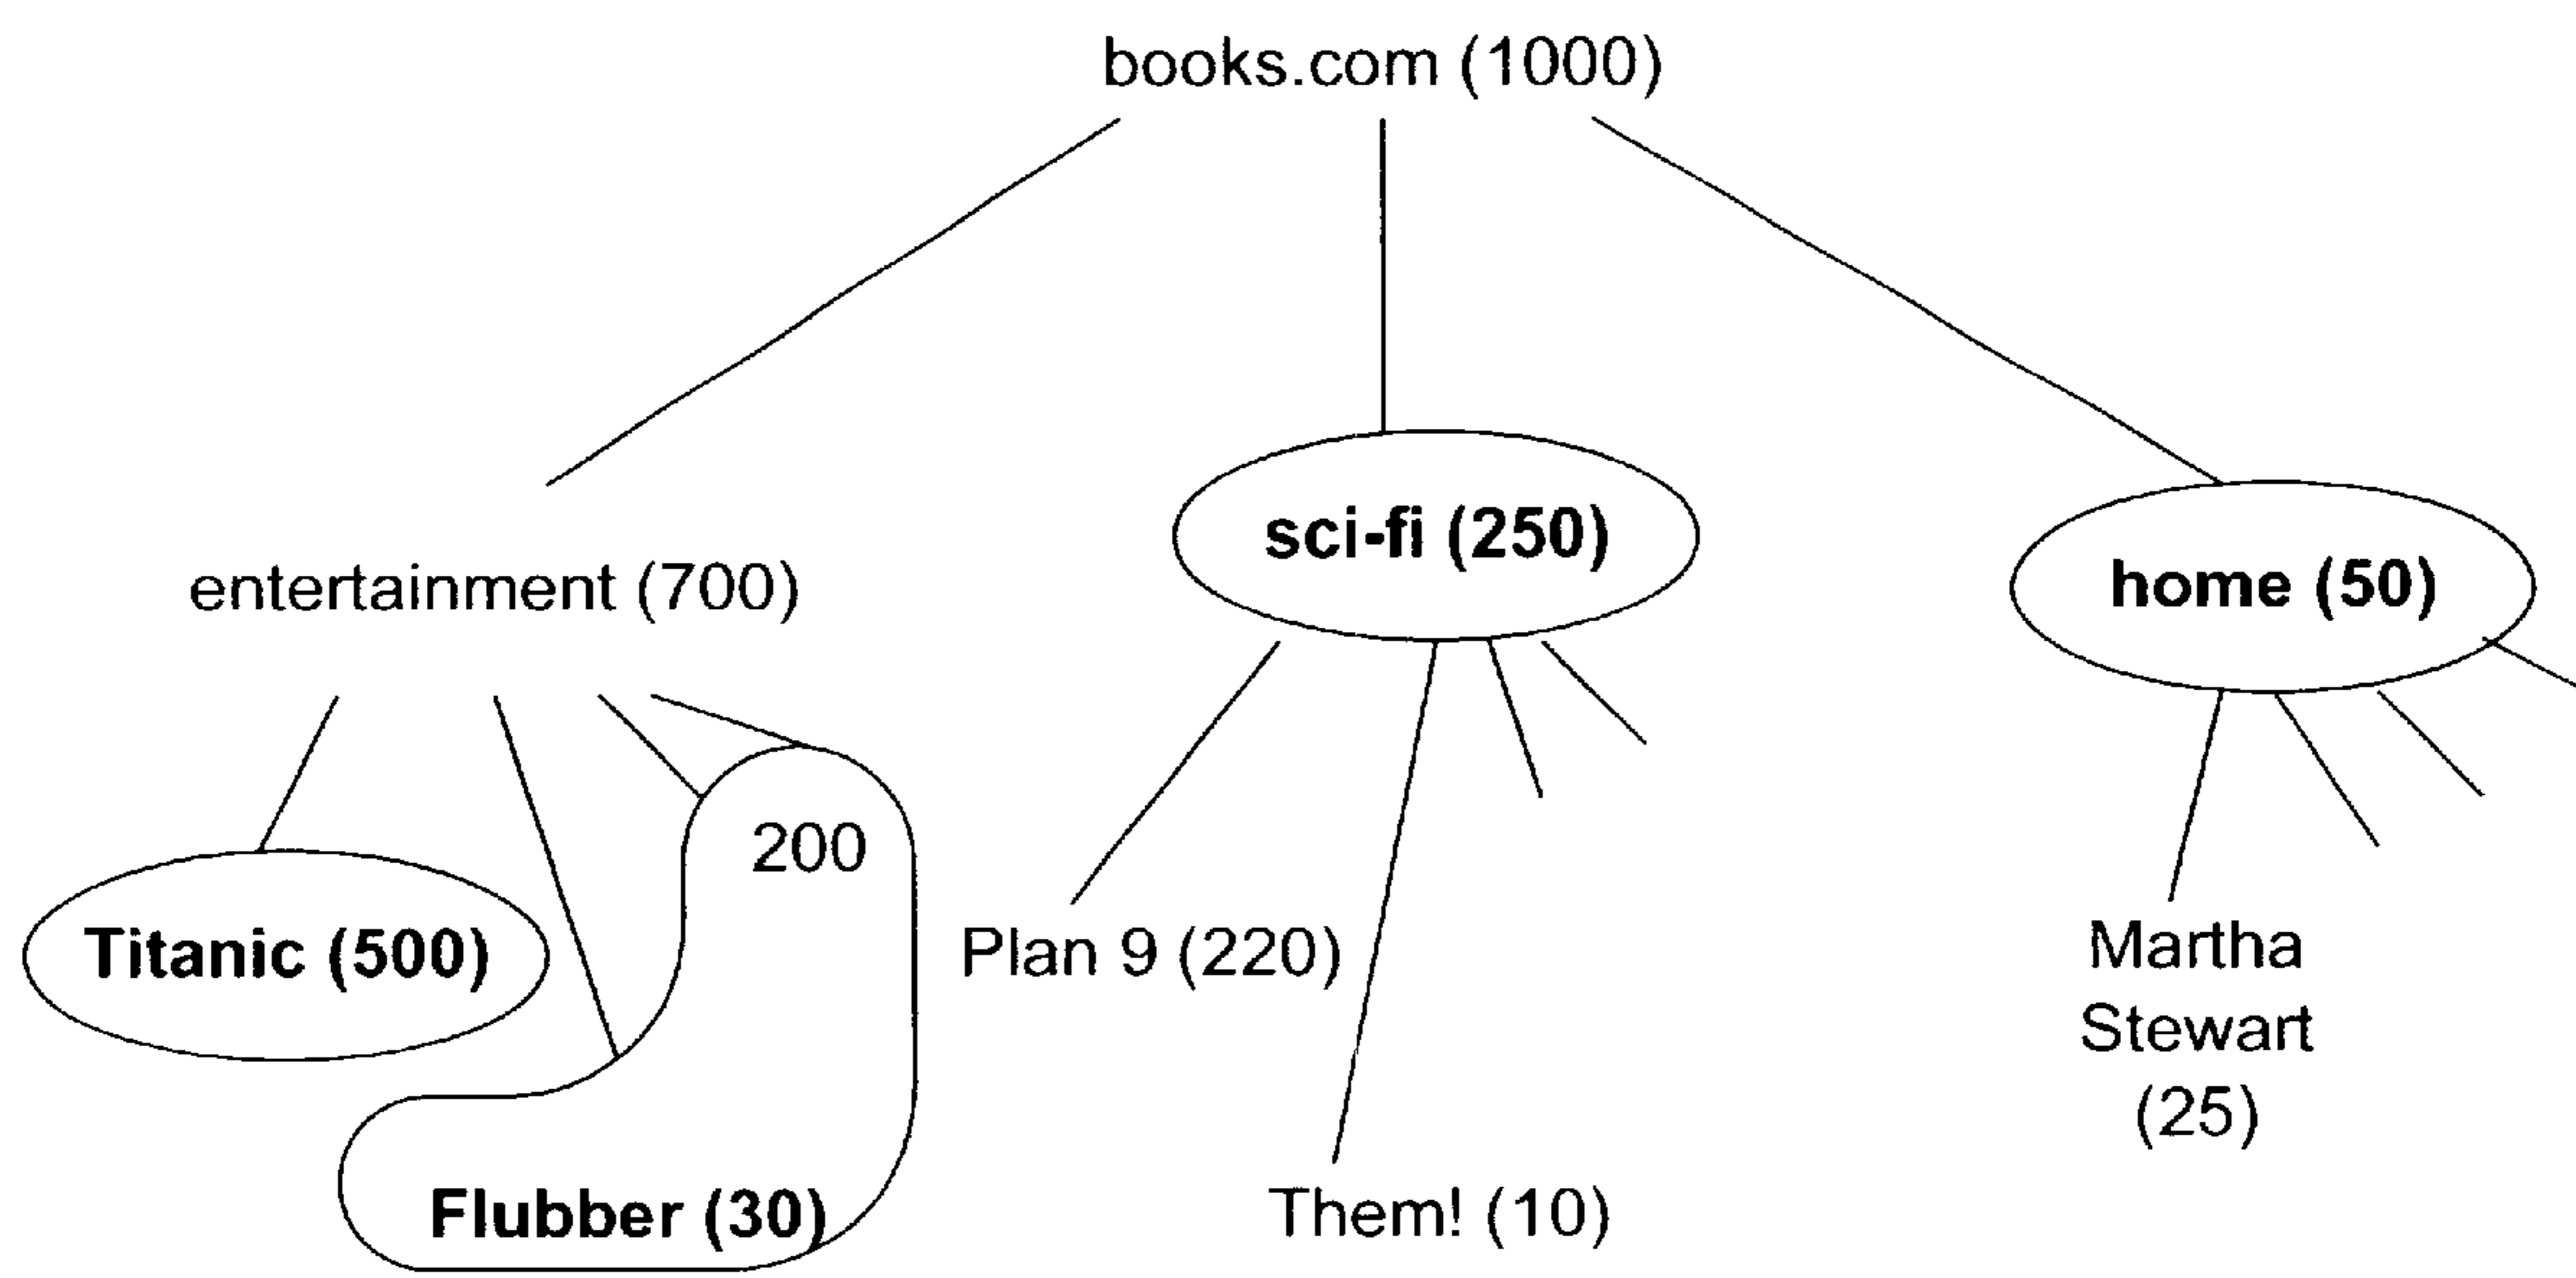 books.com (1000)
sci-fi (250)
entertainment (700)
home (50)
200
Titanic (500)
Plan 9 (220)
Martha
Stewart
(25)
Flubber (30)
Them! (10)